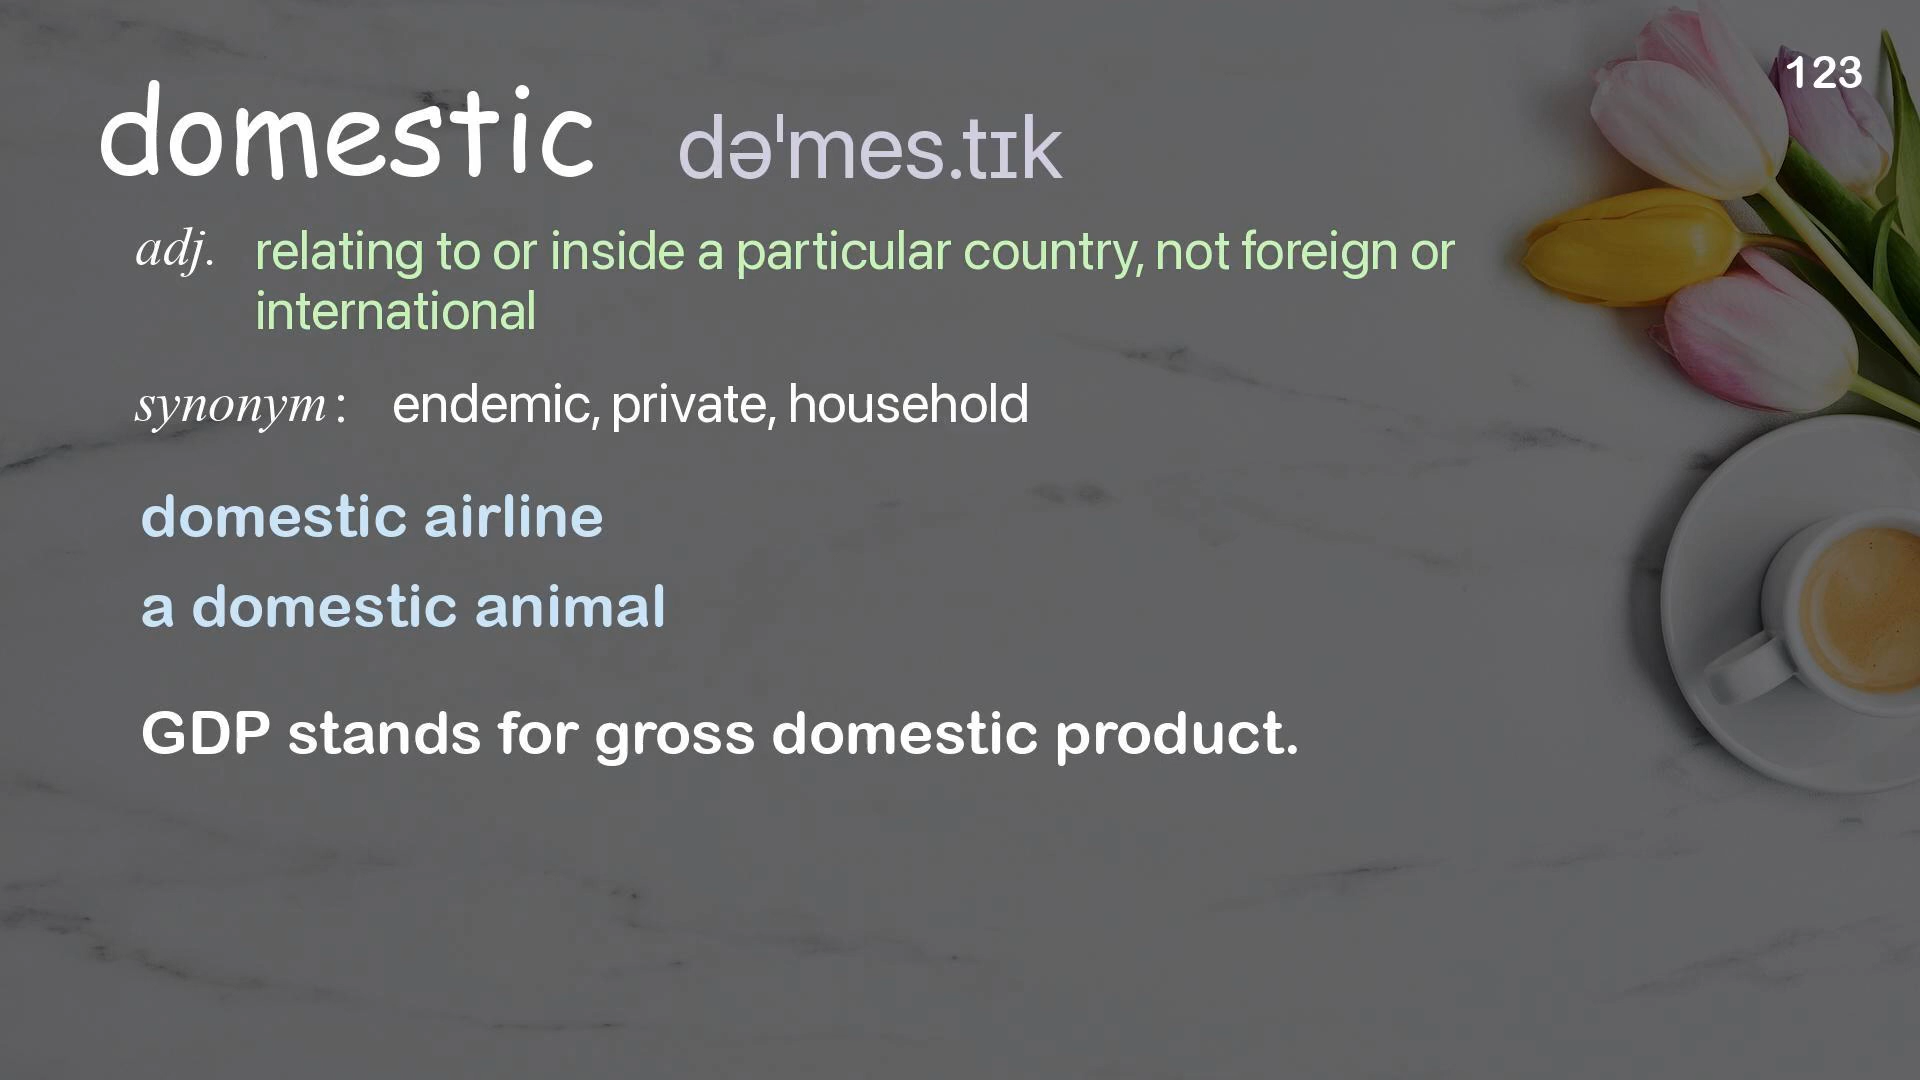 123
domestic dəˈmes.tɪk
adj. relating to or inside a particular country, not foreign or
international
synonym: endemic, private, household
domestic airline
a domestic animal
GDP stands for gross domestic product.